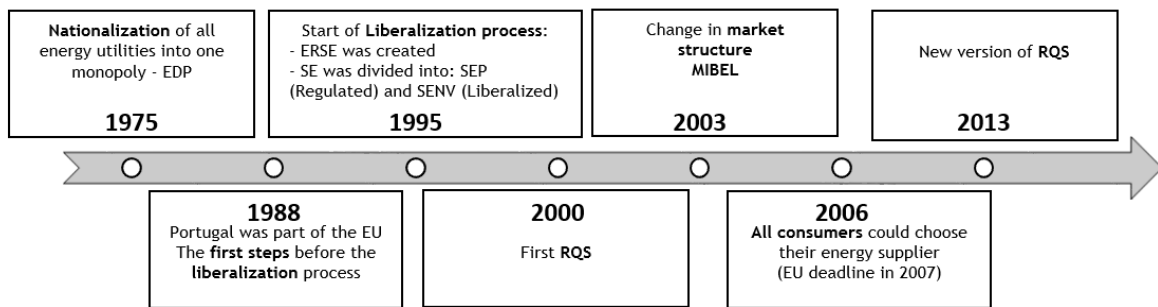 Nationalization of all
energy utilities into one
monopoly - EDP
1975
Start of Liberalization process:
- ERSE was created
- SE was divided into: SEP
(Regulated) and SENV (Liberalized)
1995
Change in market
structure
MIBEL
2003
New version of RQS
2013
1988
Portugal was part of the EU
The first steps before the
liberalization process
2000
First RQS
2006
All consumers could choose
their energy supplier
(EU deadline in 2007)